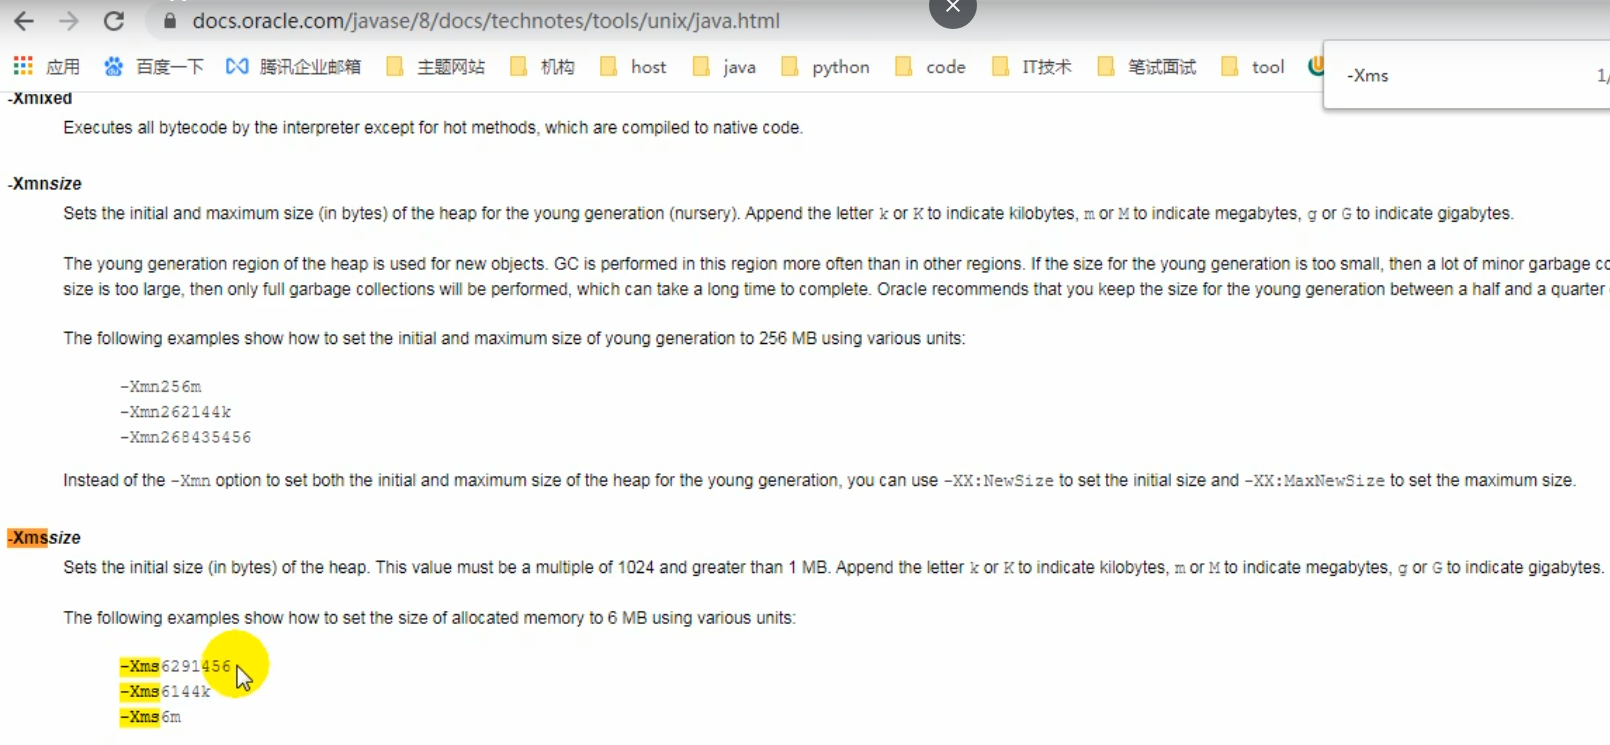 docs.oracle.com/javase/8/docs/technotes/tools/unix/java.html
应用 百度一下 腾讯企业邮箱 主题网站 机构 host java python code IT技术 笔试面试 tool
-Xms 1/
-Xmixed
Executes all bytecode by the interpreter except for hot methods, which are compiled to native code.
-Xmnsize
Sets the initial and maximum size (in bytes) of the heap for the young generation (nursery). Append the letter k or K to indicate kilobytes, m or M to indicate megabytes, g or G to indicate gigabytes.
The young generation region of the heap is used for new objects. GC is performed in this region more often than in other regions. If the size for the young generation is too small, then a lot of minor garbage co
size is too large, then only full garbage collections will be performed, which can take a long time to complete. Oracle recommends that you keep the size for the young generation between a half and a quarter
The following examples show how to set the initial and maximum size of young generation to 256 MB using various units:
-Xmn256m
-Xmn262144k
-Xmn268435456
Instead of the -Xmn option to set both the initial and maximum size of the heap for the young generation, you can use -XX:NewSize to set the initial size and -XX:MaxNewSize to set the maximum size.
-Xmssize
Sets the initial size (in bytes) of the heap. This value must be a multiple of 1024 and greater than 1 MB. Append the letter k or K to indicate kilobytes, m or M to indicate megabytes, g or G to indicate gigabytes.
The following examples show how to set the size of allocated memory to 6 MB using various units:
-Xms6291456
-Xms6144k
-Xms6m